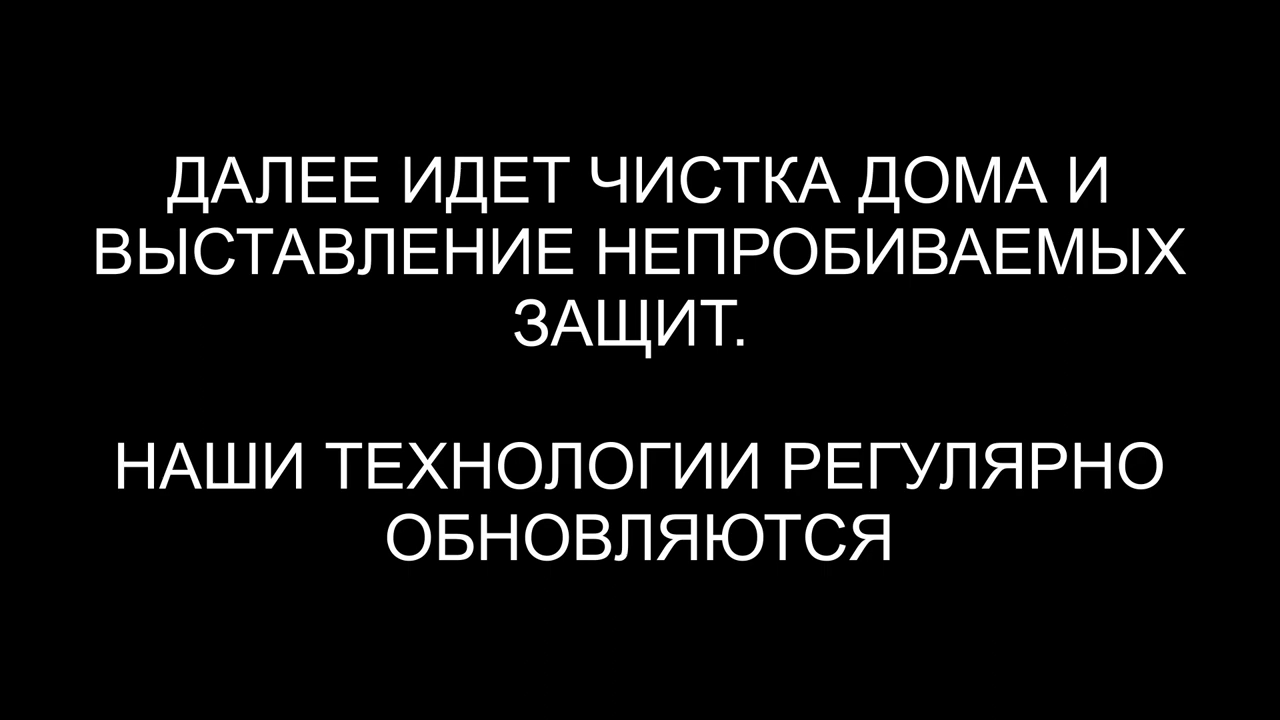 ДАЛЕЕ ИДЕТ ЧИСТКА ДОМА И
ВЫСТАВЛЕНИЕ НЕПРОБИВАЕМЫХ
ЗАЩИТ.
НАШИ ТЕХНОЛОГИИ РЕГУЛЯРНО
ОБНОВЛЯЮТСЯ